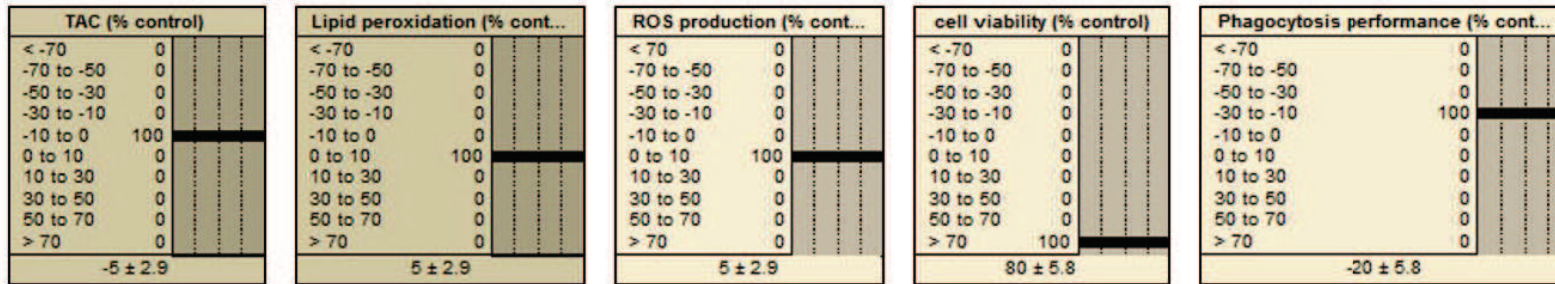 TAC (% control)
< -70 0
-70 to -50 0
-50 to -30 0
-30 to -10 0
-10 to 0 100
0 to 10 0
10 to 30 0
30 to 50 0
50 to 70 0
> 70 0
-5 ± 2.9
Lipid peroxidation (% cont...
< -70 0
-70 to -50 0
-50 to -30 0
-30 to -10 0
-10 to 0 0
0 to 10 100
10 to 30 0
30 to 50 0
50 to 70 0
> 70 0
5 ± 2.9
ROS production (% cont...
< 70 0
-70 to -50 0
-50 to -30 0
-30 to -10 0
-10 to 0 0
0 to 10 100
10 to 30 0
30 to 50 0
50 to 70 0
> 70 0
5 ± 2.9
cell viability (% control)
< -70 0
-70 to -50 0
-50 to -30 0
-30 to -10 0
-10 to 0 0
0 to 10 0
10 to 30 0
30 to 50 0
50 to 70 0
> 70 100
80 ± 5.8
Phagocytosis performance (% cont...
< -70 0
-70 to -50 0
-50 to -30 0
-30 to -10 100
-10 to 0 0
0 to 10 0
10 to 30 0
30 to 50 0
50 to 70 0
> 70 0
-20 ± 5.8